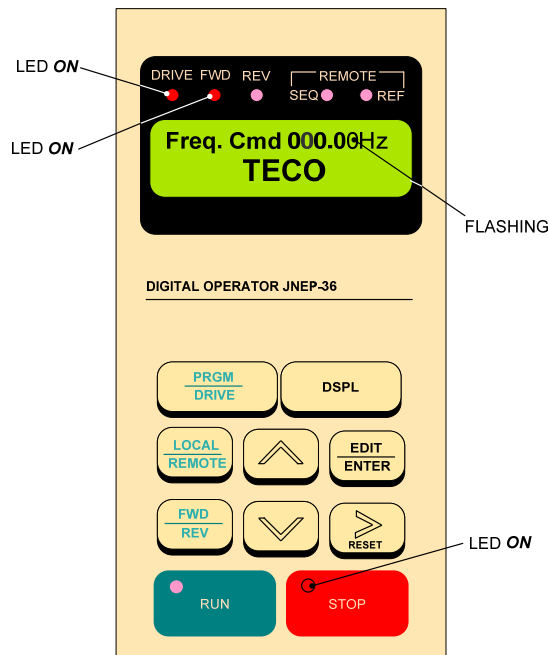 LED ON
DRIVE FWD REV REMOTE
SEQ REF
LED ON
Freq. Cmd 000.00Hz
TECO
FLASHING
DIGITAL OPERATOR JNEP-36
PRGM
DRIVE
DSPL
LOCAL
REMOTE
EDIT
ENTER
FWD
REV
RESET
LED ON
RUN
STOP